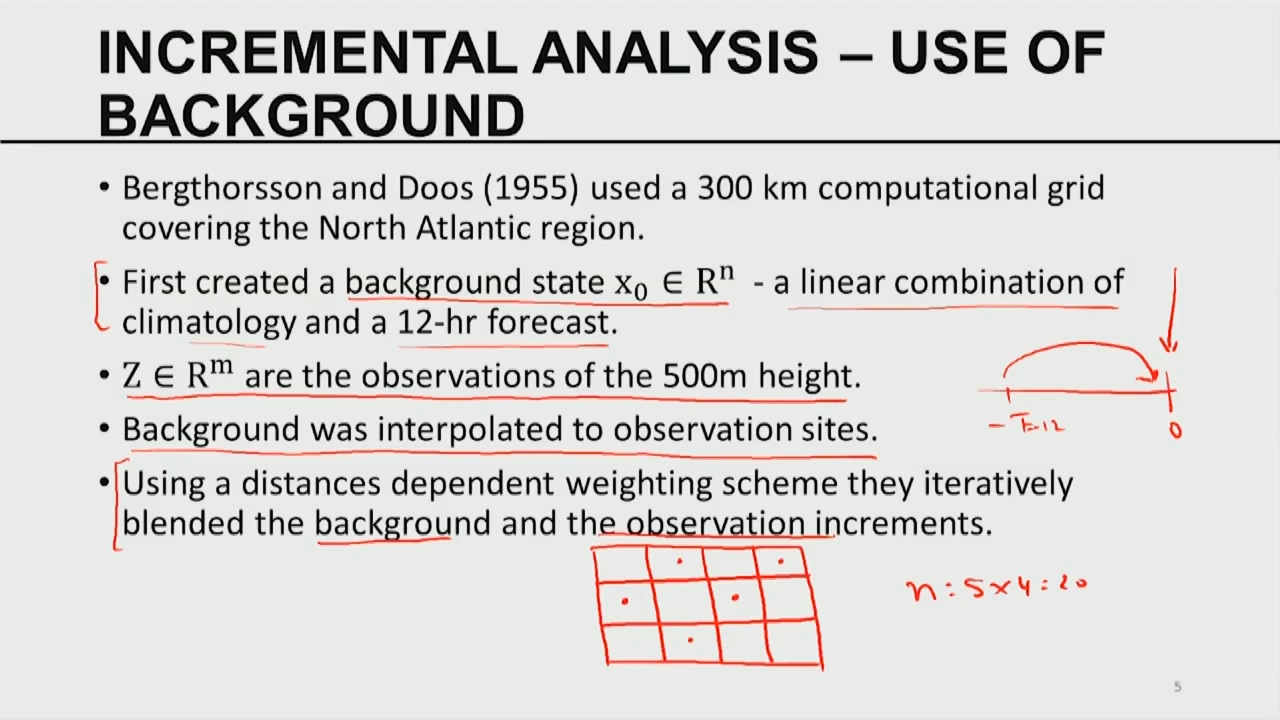 INCREMENTAL ANALYSIS – USE OF
BACKGROUND
• Bergthorsson and Doos (1955) used a 300 km computational grid
covering the North Atlantic region.
• First created a background state x₀ ∈ Rⁿ - a linear combination of
climatology and a 12-hr forecast.
• Z ∈ Rᵐ are the observations of the 500m height.
• Background was interpolated to observation sites.
0
• Using a distances dependent weighting scheme they iteratively
blended the background and the observation increments.
n = 5 × 4 = 20
5